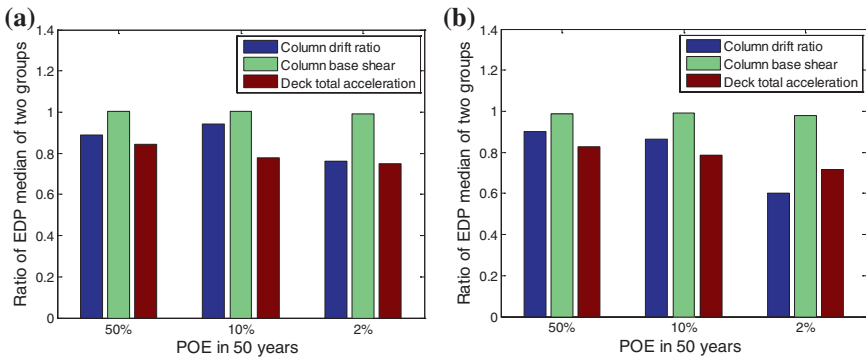 (a)
Ratio of EDP median of two groups
1.4
1.2
1
0.8
0.6
0.4
0.2
0
Column drift ratio
Column base shear
Deck total acceleration
50% 10% 2%
POE in 50 years
(b)
Ratio of EDP median of two groups
1.4
1.2
1
0.8
0.6
0.4
0.2
0
Column drift ratio
Column base shear
Deck total acceleration
50% 10% 2%
POE in 50 years